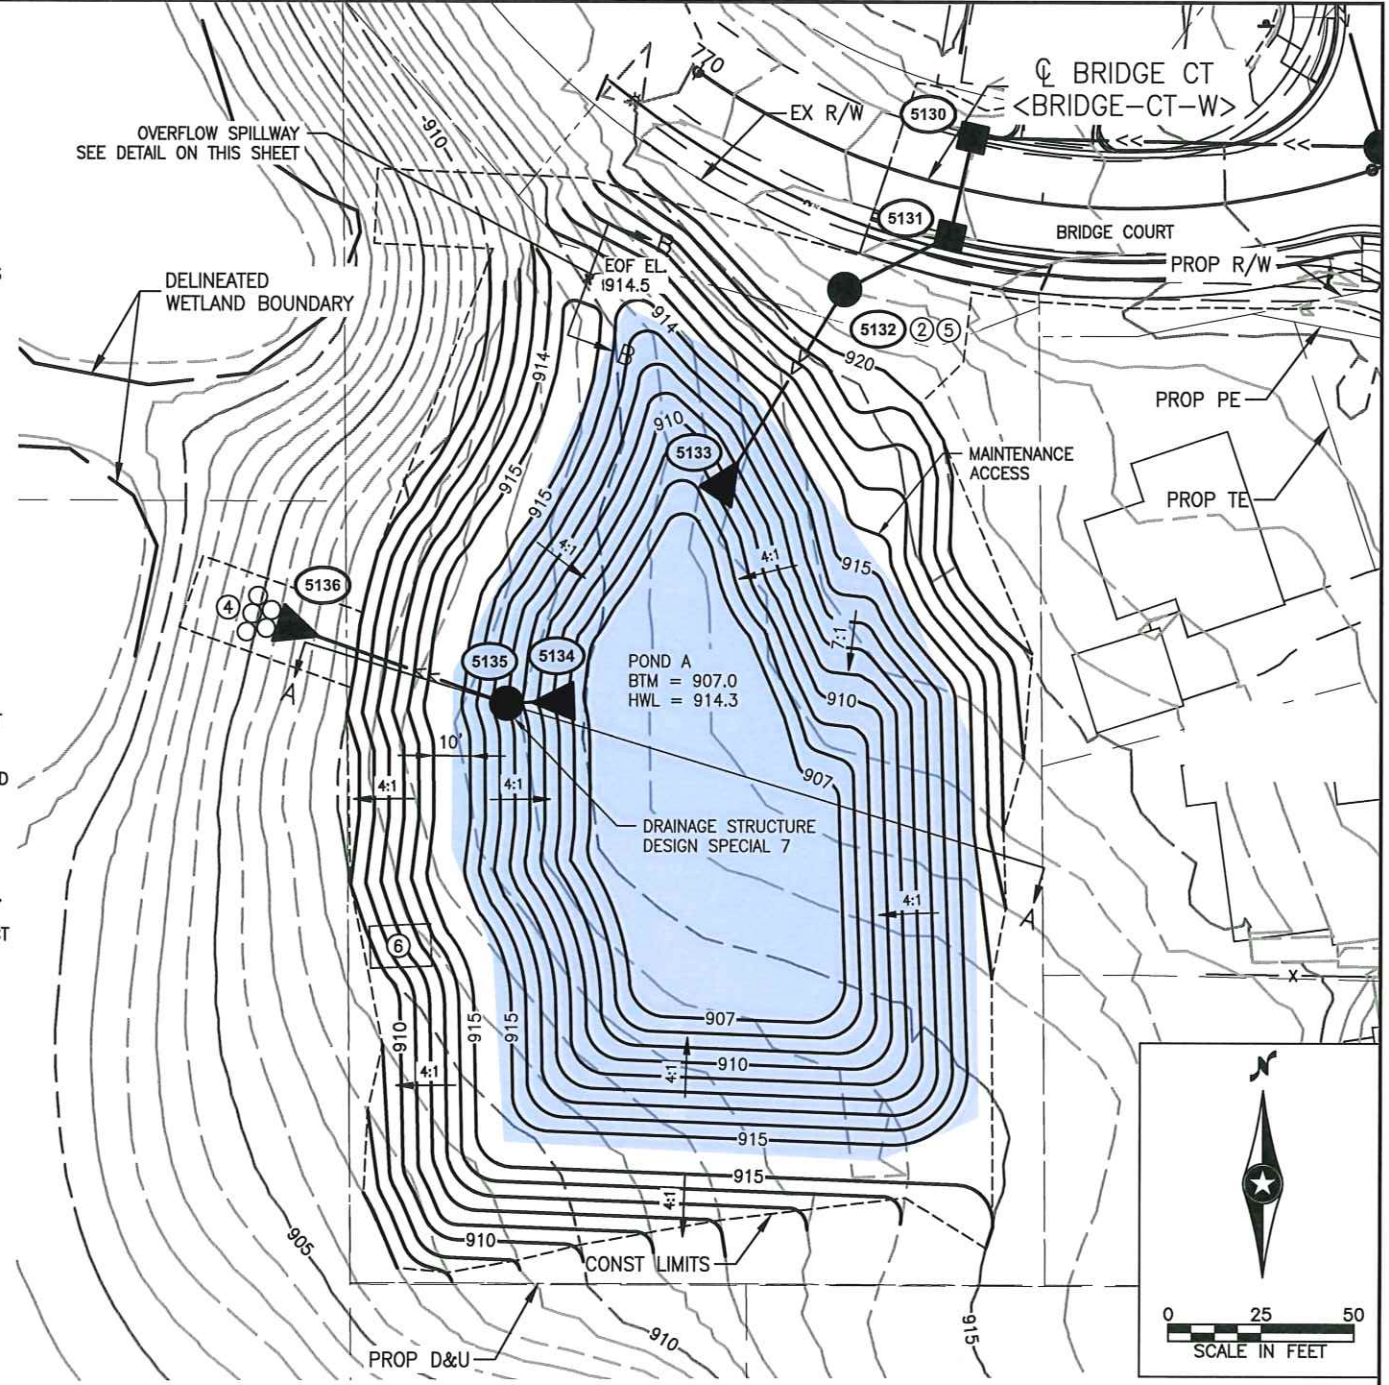 770
℄ BRIDGE CT
<BRIDGE-CT-W>
5130
EX R/W
910
OVERFLOW SPILLWAY
SEE DETAIL ON THIS SHEET
5131
BRIDGE COURT
B
EOF EL.
914.5
PROP R/W
DELINEATED
WETLAND BOUNDARY
914
5132 2 5
B
920
914
PROP PE
910
5133
MAINTENANCE
ACCESS
915
915
PROP TE
4:1
4:1
915
5136
4
7:1
5135
5134
POND A
BTM = 907.0
HWL = 914.3
A
910
10'
907
4:1
4:1
D
DRAINAGE STRUCTURE
DESIGN SPECIAL 7
4:1
A
CT
6
X
907
910
915
915
910
4:1
4:1
N
915
915
4:1
905
910
CONST LIMITS
0 25 50
SCALE IN FEET
910
915
PROP D&U